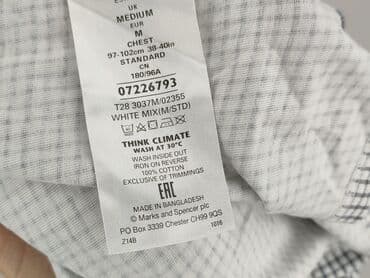 UK
MEDIUM
EUR
M
CHEST
97-102cm 38-40in
STANDARD
CN
180/96A
07226793
T28 3037M/02355
WHITE MIX(M/STD)
THINK CLIMATE
WASH AT 30°C
WASH INSIDE OUT
IRON ON REVERSE
100% COTTON
EXCLUSIVE OF TRIMMINGS
EAC
MADE IN BANGLADESH
© Marks and Spencer plc
PO Box 3339 Chester CH99 9QS
Z14B 1016